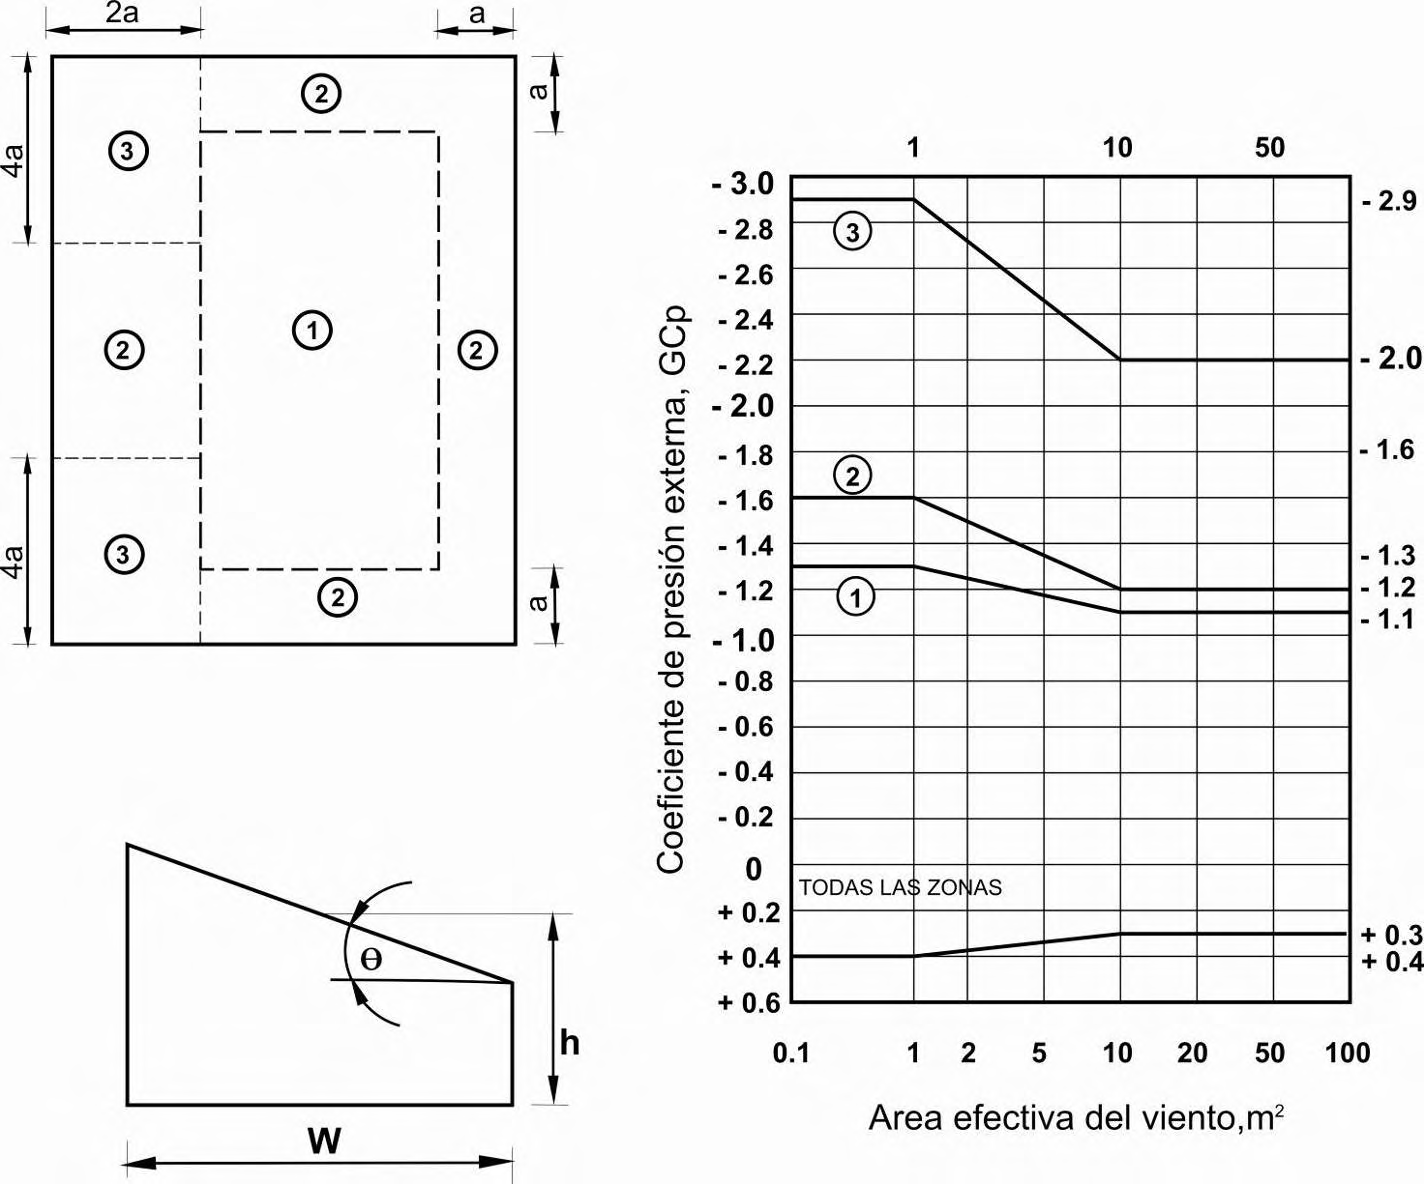 2a
a
4a
4a
a
a
2
3
1
2
2
3
2
W
h
Ө
1 10 50
- 3.0
- 2.8
- 2.6
- 2.4
- 2.2
- 2.0
- 1.8
- 1.6
- 1.4
- 1.2
- 1.0
- 0.8
- 0.6
- 0.4
- 0.2
0
+ 0.2
+ 0.4
+ 0.6
Coeficiente de presión externa, GCp
3
2
1
TODAS LAS ZONAS
- 2.9
- 2.0
- 1.6
- 1.3
- 1.2
- 1.1
+ 0.3
+ 0.4
0.1 1 2 5 10 20 50 100
Area efectiva del viento,m²